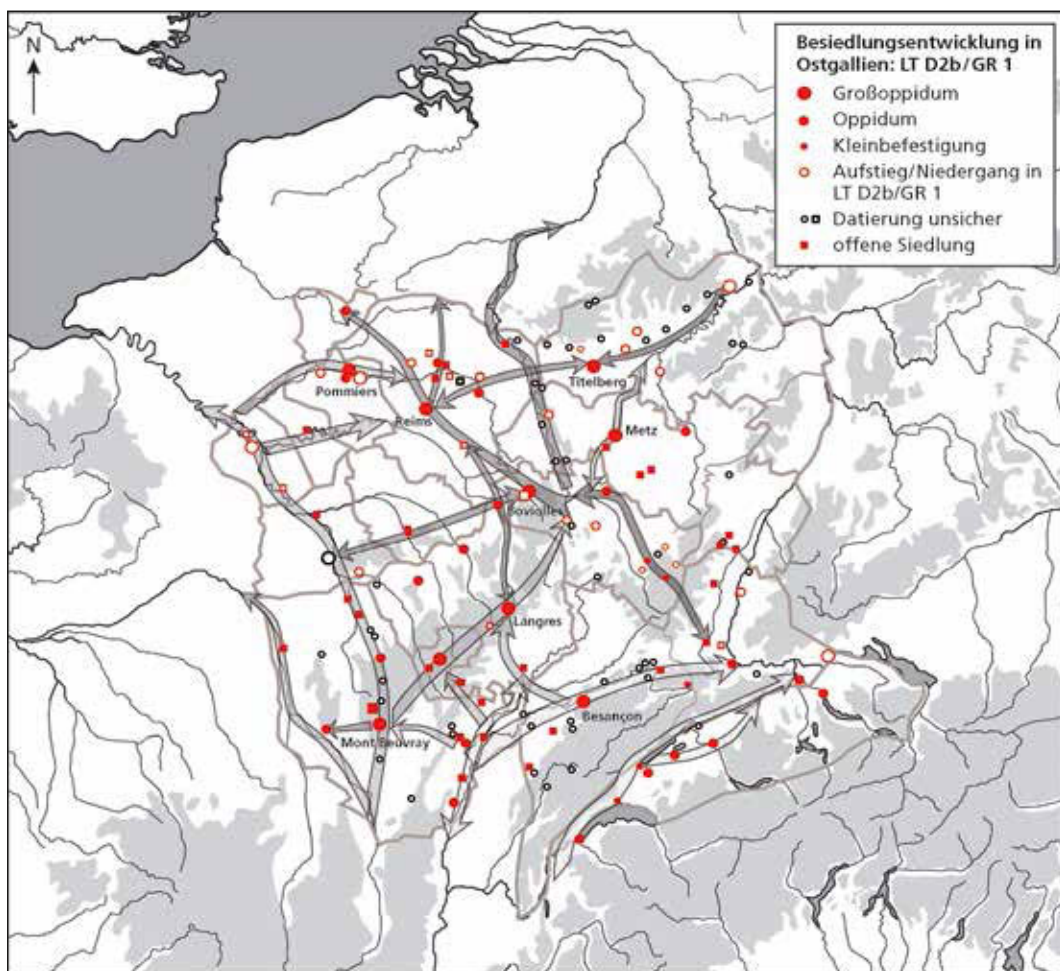 N
Besiedlungsentwicklung in
Ostgallien: LT D2b/GR 1
Großoppidum
Oppidum
Kleinbefestigung
Aufstieg/Niedergang in
LT D2b/GR 1
Datierung unsicher
offene Siedlung
Pommiers
Titelberg
Reims
Metz
Boviolles
Langres
Besançon
Mont Beuvray